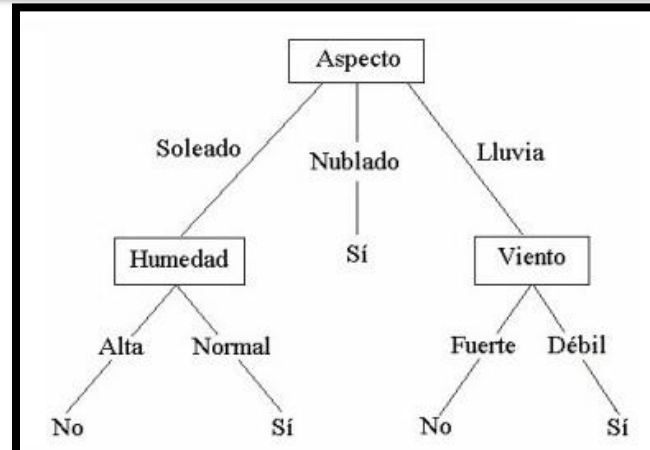 Aspecto
Soleado
Nublado
Lluvia
Humedad
Sí
Viento
Alta
Normal
Fuerte
Débil
No
Sí
No
Sí